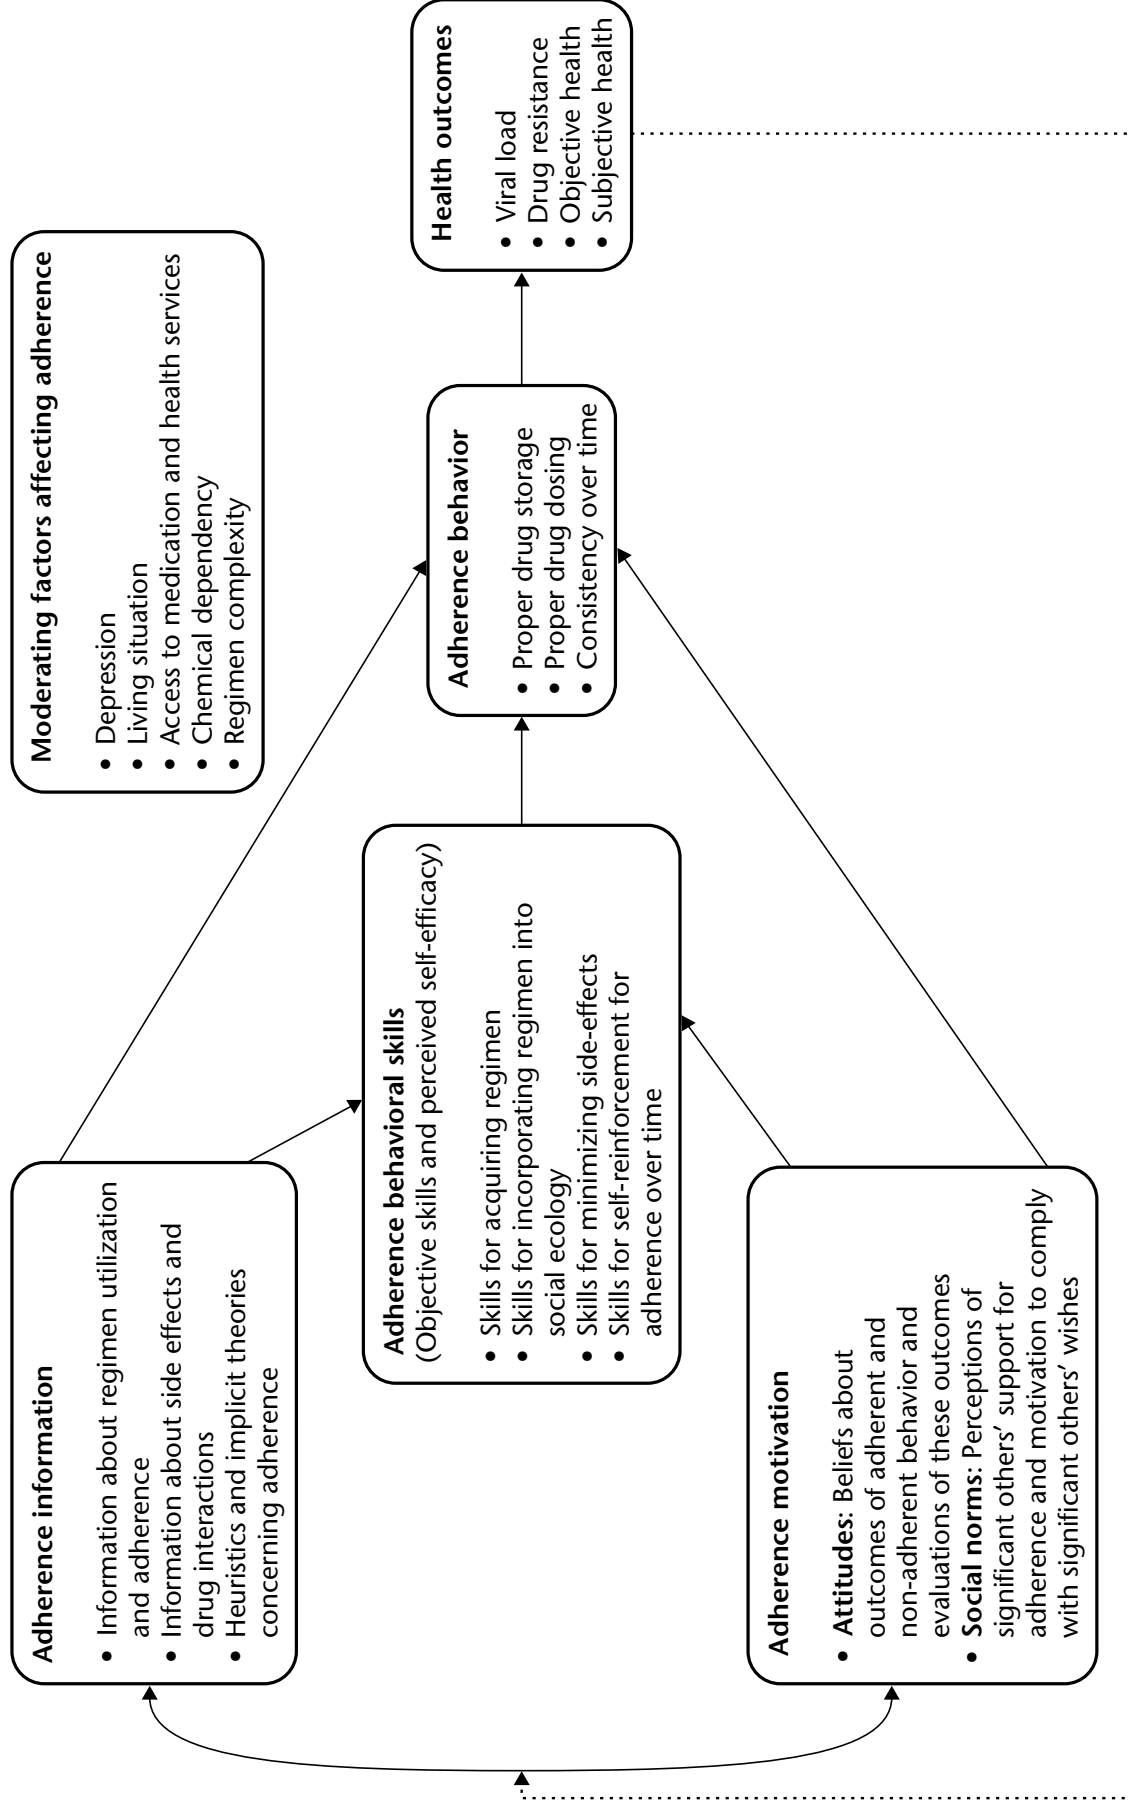 Adherence information
• Information about regimen utilization
and adherence
• Information about side effects and
drug interactions
• Heuristics and implicit theories
concerning adherence
Moderating factors affecting adherence
• Depression
• Living situation
• Access to medication and health services
• Chemical dependency
• Regimen complexity
Adherence behavioral skills
(Objective skills and perceived self-efficacy)
• Skills for acquiring regimen
• Skills for incorporating regimen into
social ecology
• Skills for minimizing side-effects
• Skills for self-reinforcement for
adherence over time
Adherence behavior
• Proper drug storage
• Proper drug dosing
• Consistency over time
Health outcomes
• Viral load
• Drug resistance
• Objective health
• Subjective health
Adherence motivation
• Attitudes: Beliefs about
outcomes of adherent and
non-adherent behavior and
evaluations of these outcomes
• Social norms: Perceptions of
significant others’ support for
adherence and motivation to comply
with significant others’ wishes